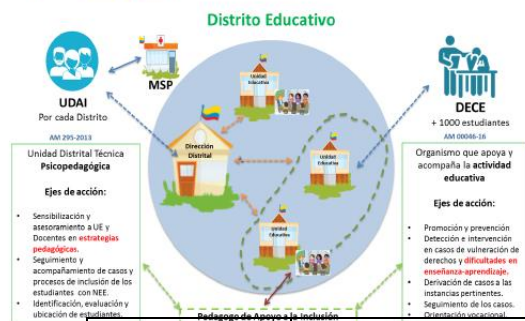 Distrito Educativo
MSP
UDAI
Por cada Distrito
AM 295-2013
Unidad Distrital Técnica
Psicopedagógica
Ejes de acción:
• Sensibilización y
asesoramiento a UE y
Docentes en estrategias
pedagógicas.
• Seguimiento y
acompañamiento de casos y
procesos de inclusión de los
estudiantes con NEE.
• Identificación, evaluación y
ubicación de estudiantes.
Unidad
Educativa
Dirección
Distrital
Unidad
Educativa
Unidad
Educativa
Pedagogo de Apoyo a la Inclusión
DECE
+ 1000 estudiantes
AM 00046-16
Organismo que apoya y
acompaña la actividad
educativa
Ejes de acción:
• Promoción y prevención
• Detección e intervención
en casos de vulneración de
derechos y dificultades en
enseñanza-aprendizaje.
• Derivación de casos a las
instancias pertinentes.
• Seguimiento de los casos.
• Orientación vocacional.